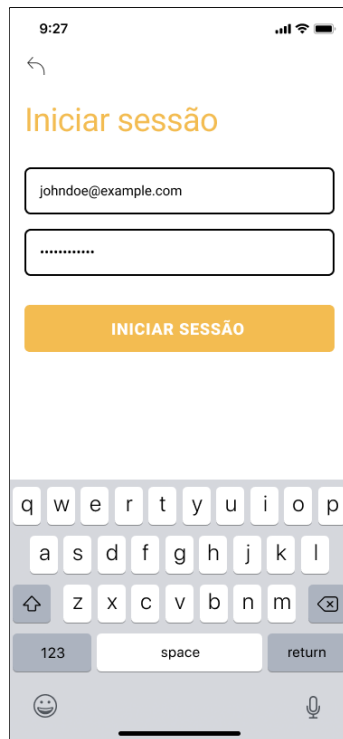 9:27
Iniciar sessão
johndoe@example.com
••••••••••••
INICIAR SESSÃO
q w e r t y u i o p
a s d f g h j k l
z x c v b n m
123 space return